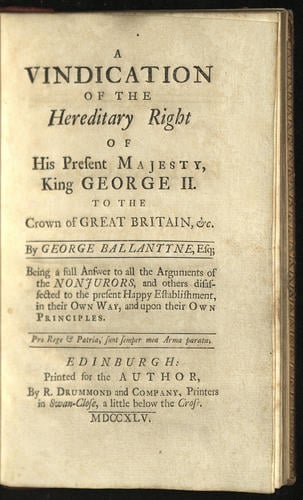 A
VINDICATION
OF THE
Hereditary Right
OF
His Preſent MAJESTY,
King GEORGE II.
TO THE
Crown of GREAT BRITAIN, &c.
By GEORGE BALLANTYNE, Eſq;
Being a full Anſwer to all the Arguments of
the NONJURORS, and others diſaf-
fected to the preſent Happy Eſtabliſhment,
in their OWN WAY, and upon their OWN
PRINCIPLES.
Pro Rege & Patria, ſunt ſemper mea Arma parata.
EDINBURGH:
Printed for the AUTHOR,
By R. DRUMMOND and COMPANY, Printers
in Swan-Cloſe, a little below the Croſs.
MDCCXLV.